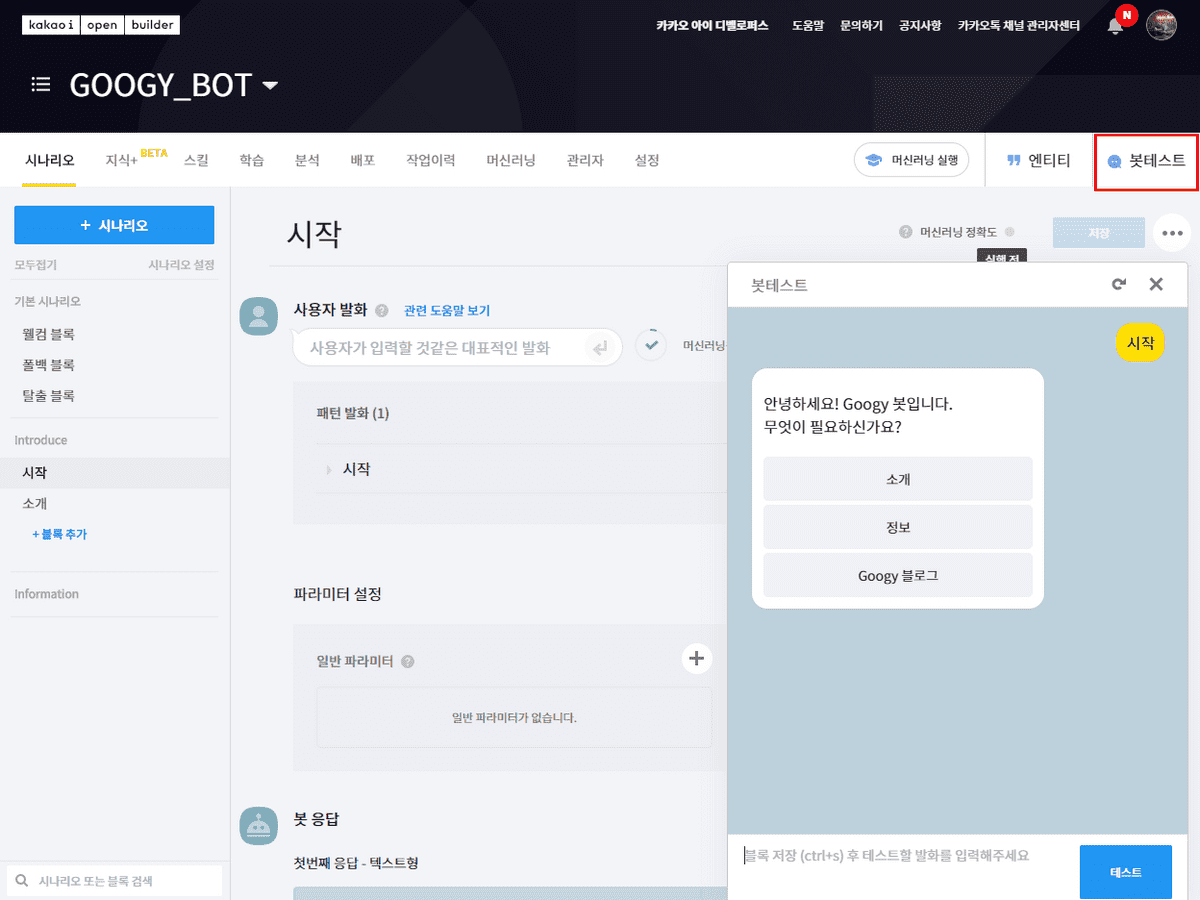 kakao i open builder
카카오 아이 디벨로퍼스 도움말 문의하기 공지사항 카카오톡 채널 관리자센터 N
GOOGY_BOT
시나리오 지식+ BETA 스킬 학습 분석 배포 작업이력 머신러닝 관리자 설정 머신러닝 실행 엔티티 봇테스트
+ 시나리오
모두접기 시나리오 설정
기본 시나리오
웰컴 블록
폴백 블록
탈출 블록
Introduce
시작
소개
+ 블록 추가
Information
시나리오 또는 블록 검색
시작
머신러닝 정확도
저장
실행 전
사용자 발화 ? 관련 도움말 보기
사용자가 입력할 것같은 대표적인 발화
머신러닝
패턴 발화 (1)
시작
파라미터 설정
일반 파라미터 ?
일반 파라미터가 없습니다.
봇 응답
첫번째 응답 - 텍스트형
봇테스트
시작
안녕하세요! Googy 봇입니다.
무엇이 필요하신가요?
소개
정보
Googy 블로그
블록 저장 (ctrl+s) 후 테스트할 발화를 입력해주세요
테스트